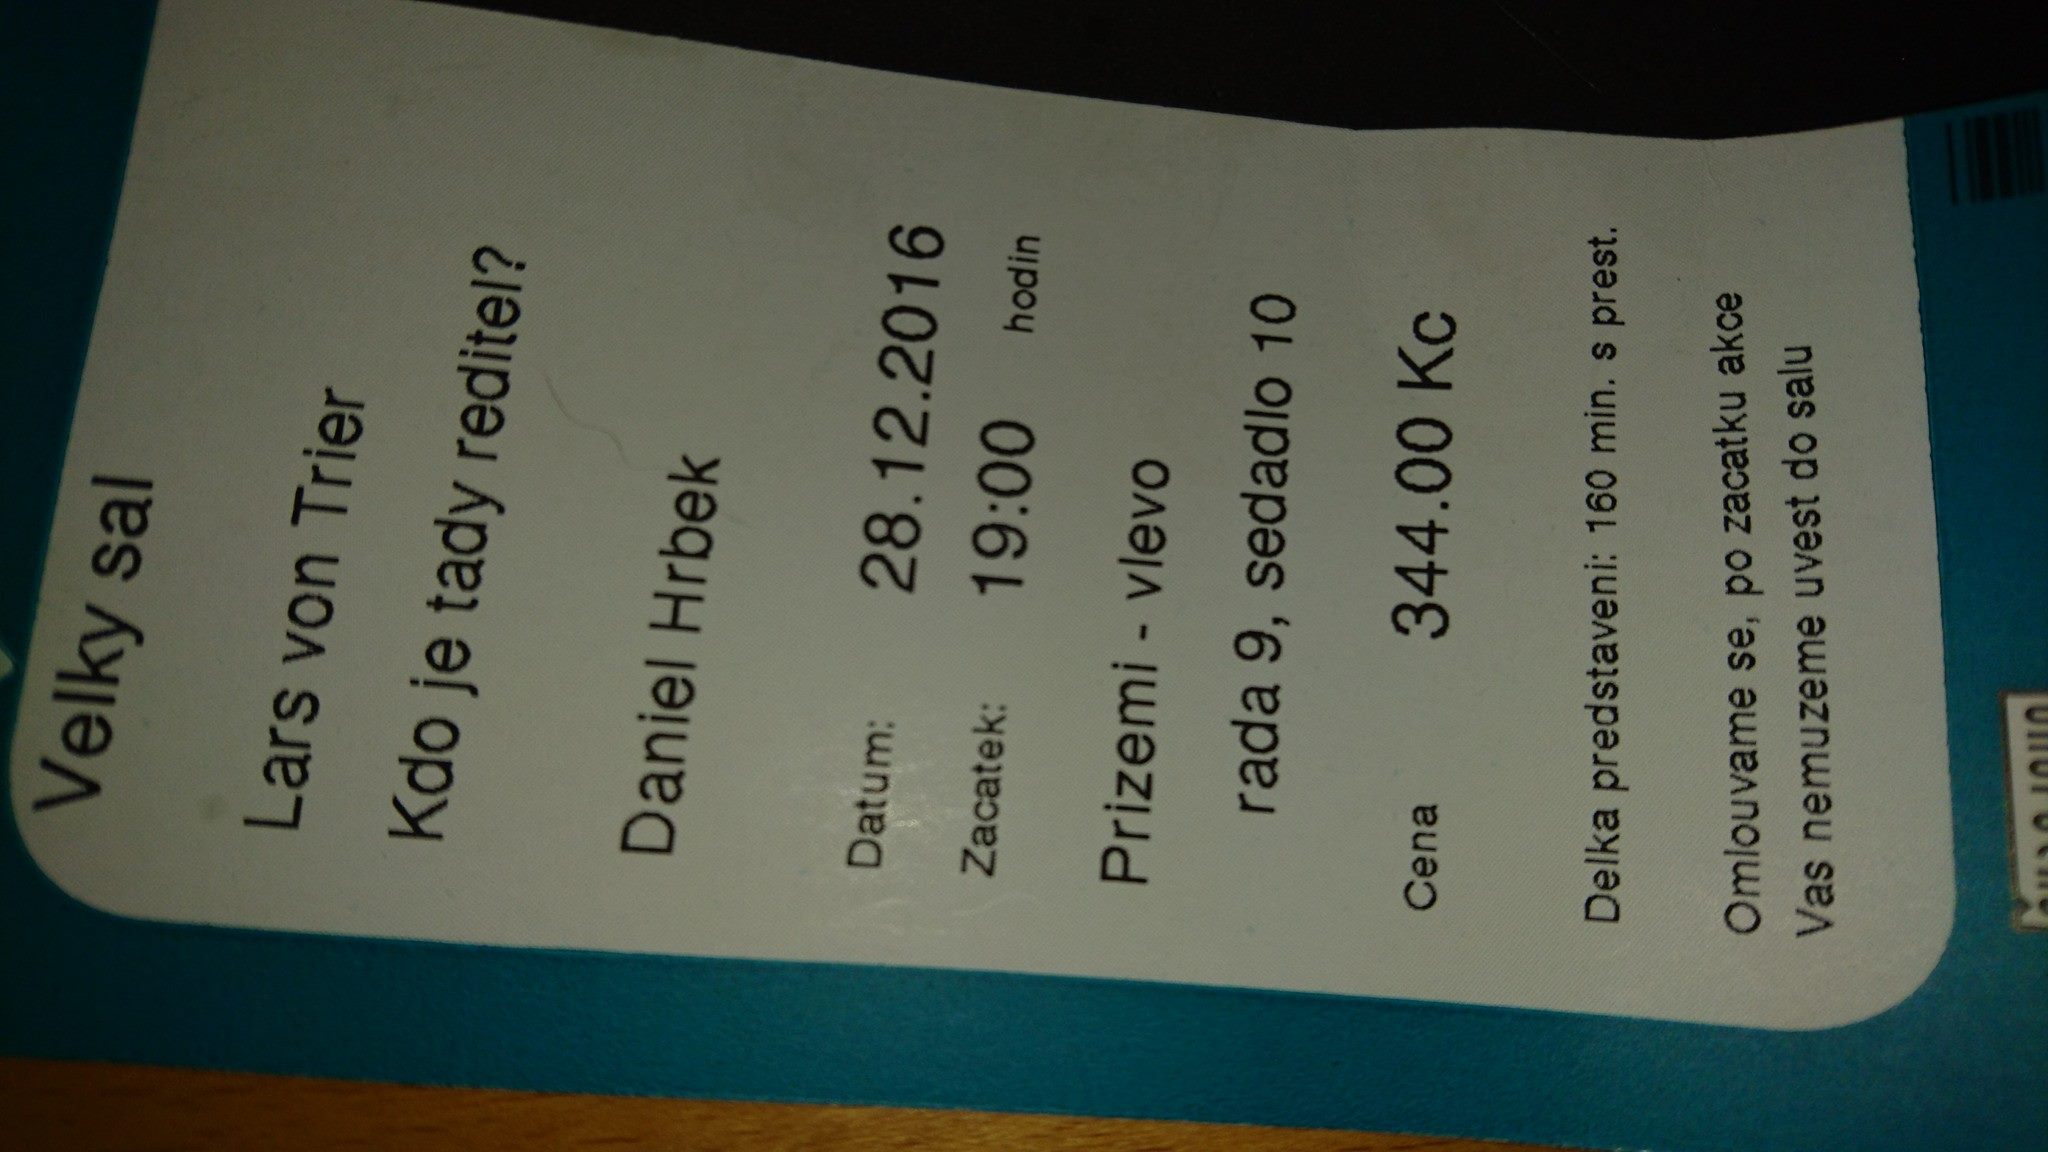 Velky sal
Lars von Trier
Kdo je tady reditel?
Daniel Hrbek
Datum: 28.12.2016
Zacatek: 19:00 hodin
Prizemi - vlevo
rada 9, sedadlo 10
Cena 344.00 Kc
Delka predstaveni: 160 min. s prest.
Omlouvame se, po zacatku akce
Vas nemuzeme uvest do salu